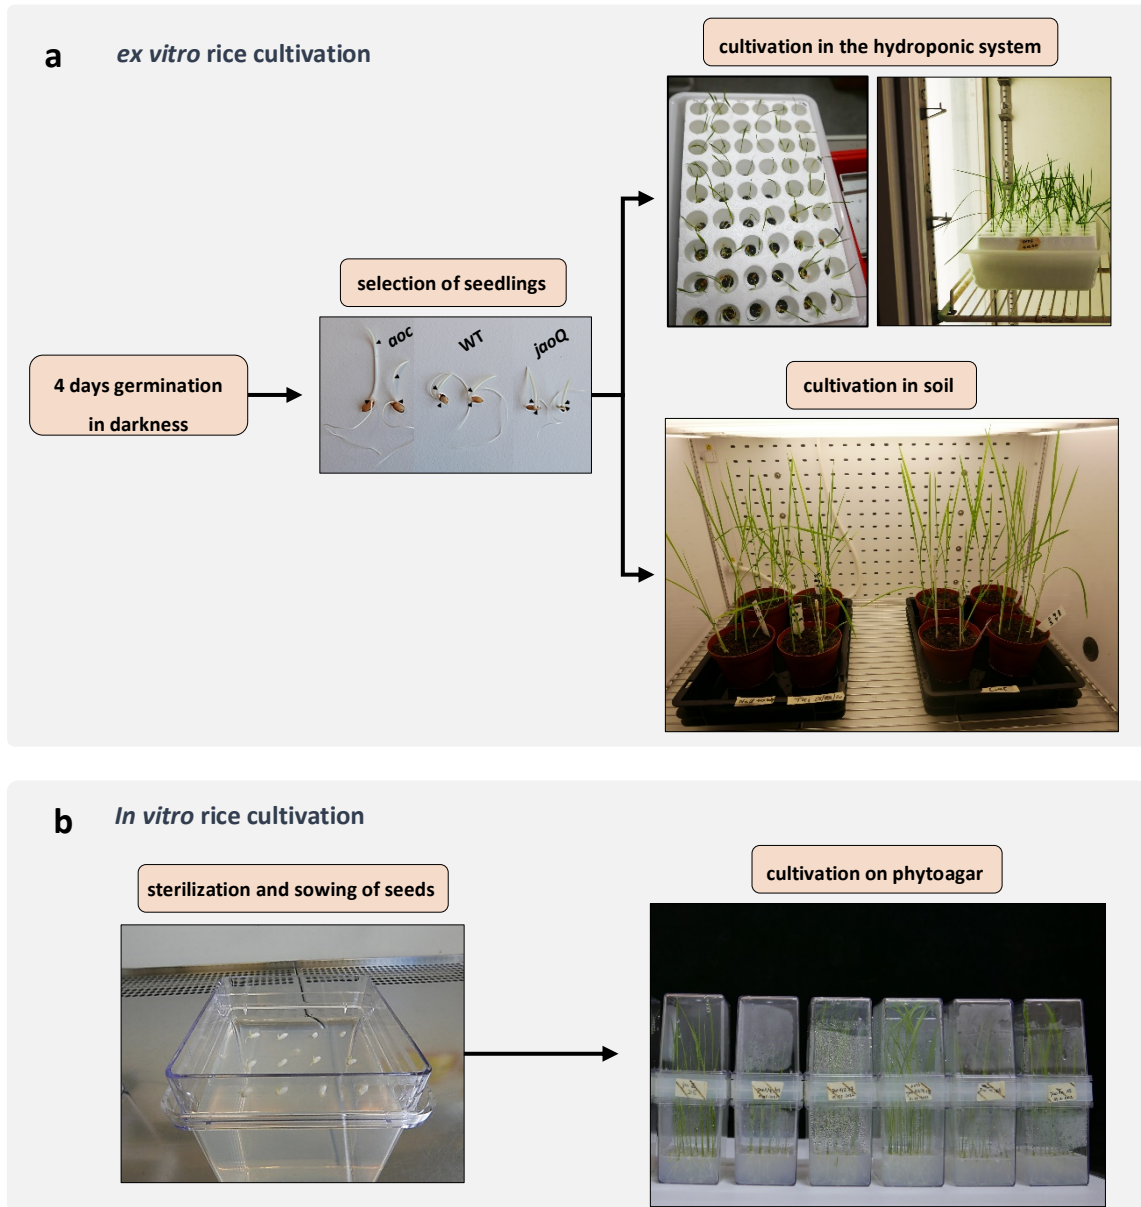 a
ex vitro rice cultivation
cultivation in the hydroponic system
selection of seedlings
aoc
WT
jaoQ
4 days germination
in darkness
cultivation in soil
b
In vitro rice cultivation
sterilization and sowing of seeds
cultivation on phytoagar